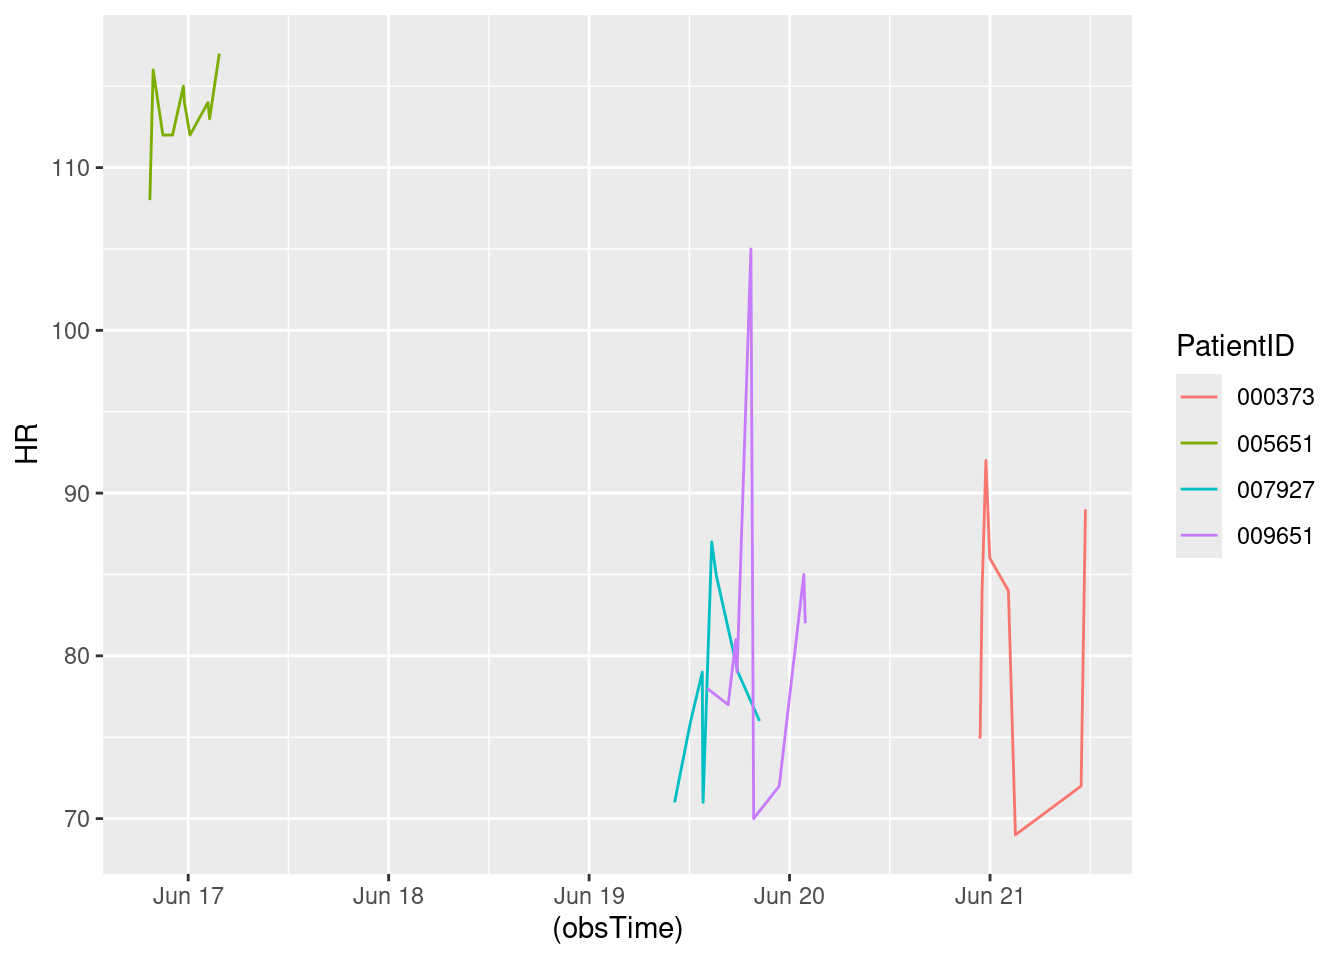 110
100
90
80
70
HR
Jun 17
Jun 18
Jun 19
Jun 20
Jun 21
(obsTime)
PatientID
000373
005651
007927
009651